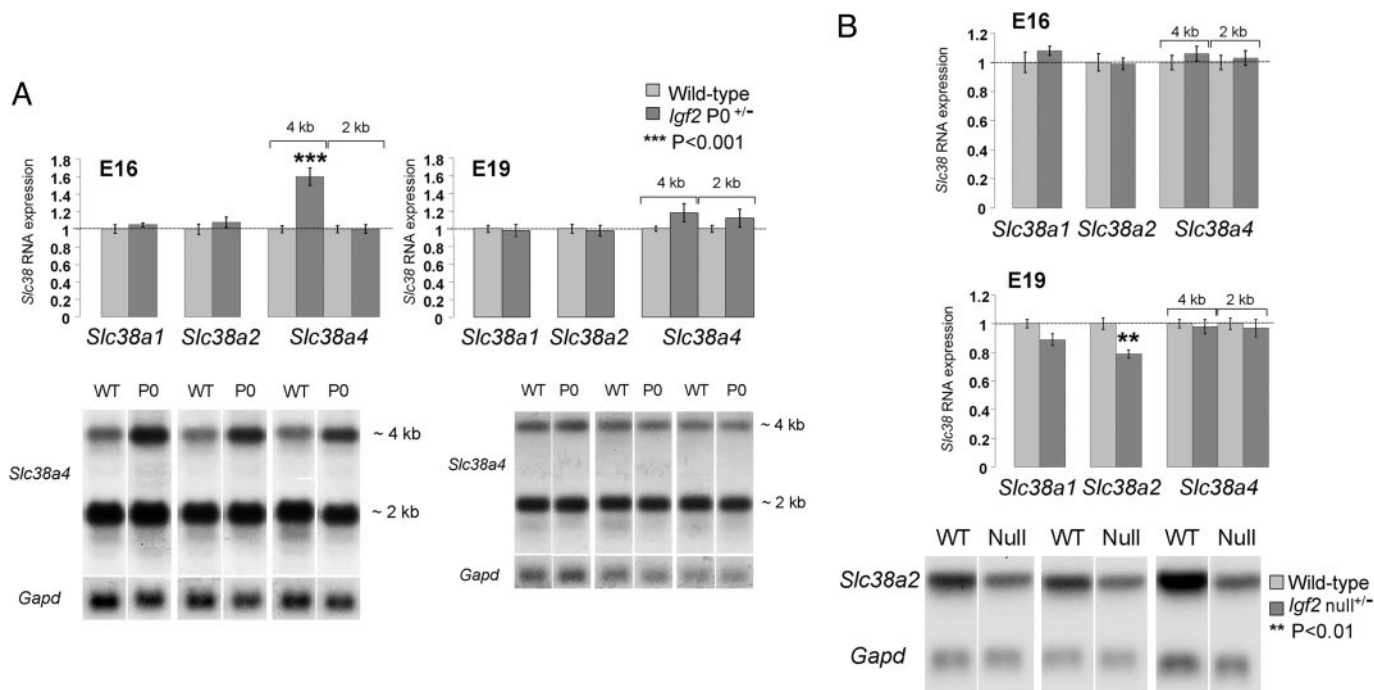 A
Wild-type
Igf2 P0 +/-
*** P<0.001
4 kb 2 kb
E16
***
Slc38 RNA expression
1.8
1.6
1.4
1.2
1
0.8
0.6
0.4
0.2
0
Slc38a1 Slc38a2 Slc38a4
E19
4 kb 2 kb
Slc38 RNA expression
1.8
1.6
1.4
1.2
1
0.8
0.6
0.4
0.2
0
Slc38a1 Slc38a2 Slc38a4
WT P0 WT P0 WT P0
~ 4 kb
Slc38a4
~ 2 kb
Gapd
WT P0 WT P0 WT P0
~ 4 kb
Slc38a4
~ 2 kb
Gapd
B
E16
4 kb 2 kb
Slc38 RNA expression
1.2
1
0.8
0.6
0.4
0.2
0
Slc38a1 Slc38a2 Slc38a4
E19
4 kb 2 kb
**
Slc38 RNA expression
1.2
1
0.8
0.6
0.4
0.2
0
Slc38a1 Slc38a2 Slc38a4
WT Null WT Null WT Null
Slc38a2
Gapd
Wild-type
Igf2 null+/-
** P<0.01